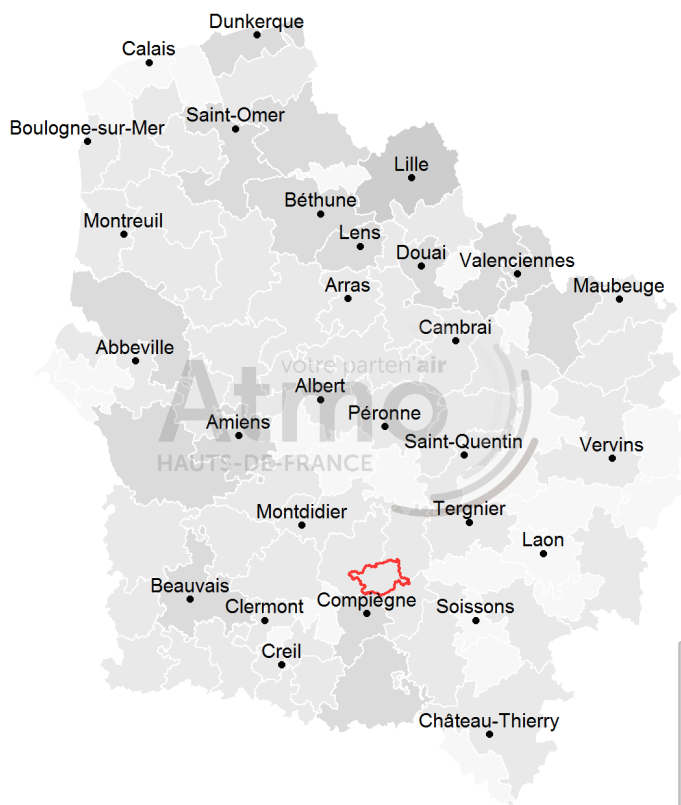 Dunkerque
Calais
Saint-Omer
Boulogne-sur-Mer
Lille
Béthune
Montreuil
Lens
Douai
Valenciennes
Arras
Maubeuge
Cambrai
Abbeville
votre parten'air
Atmo
HAUTS-DE-FRANCE
Albert
Péronne
Amiens
Saint-Quentin
Vervins
Montdidier
Tergnier
Laon
Beauvais
Compiègne
Clermont
Soissons
Creil
Château-Thierry